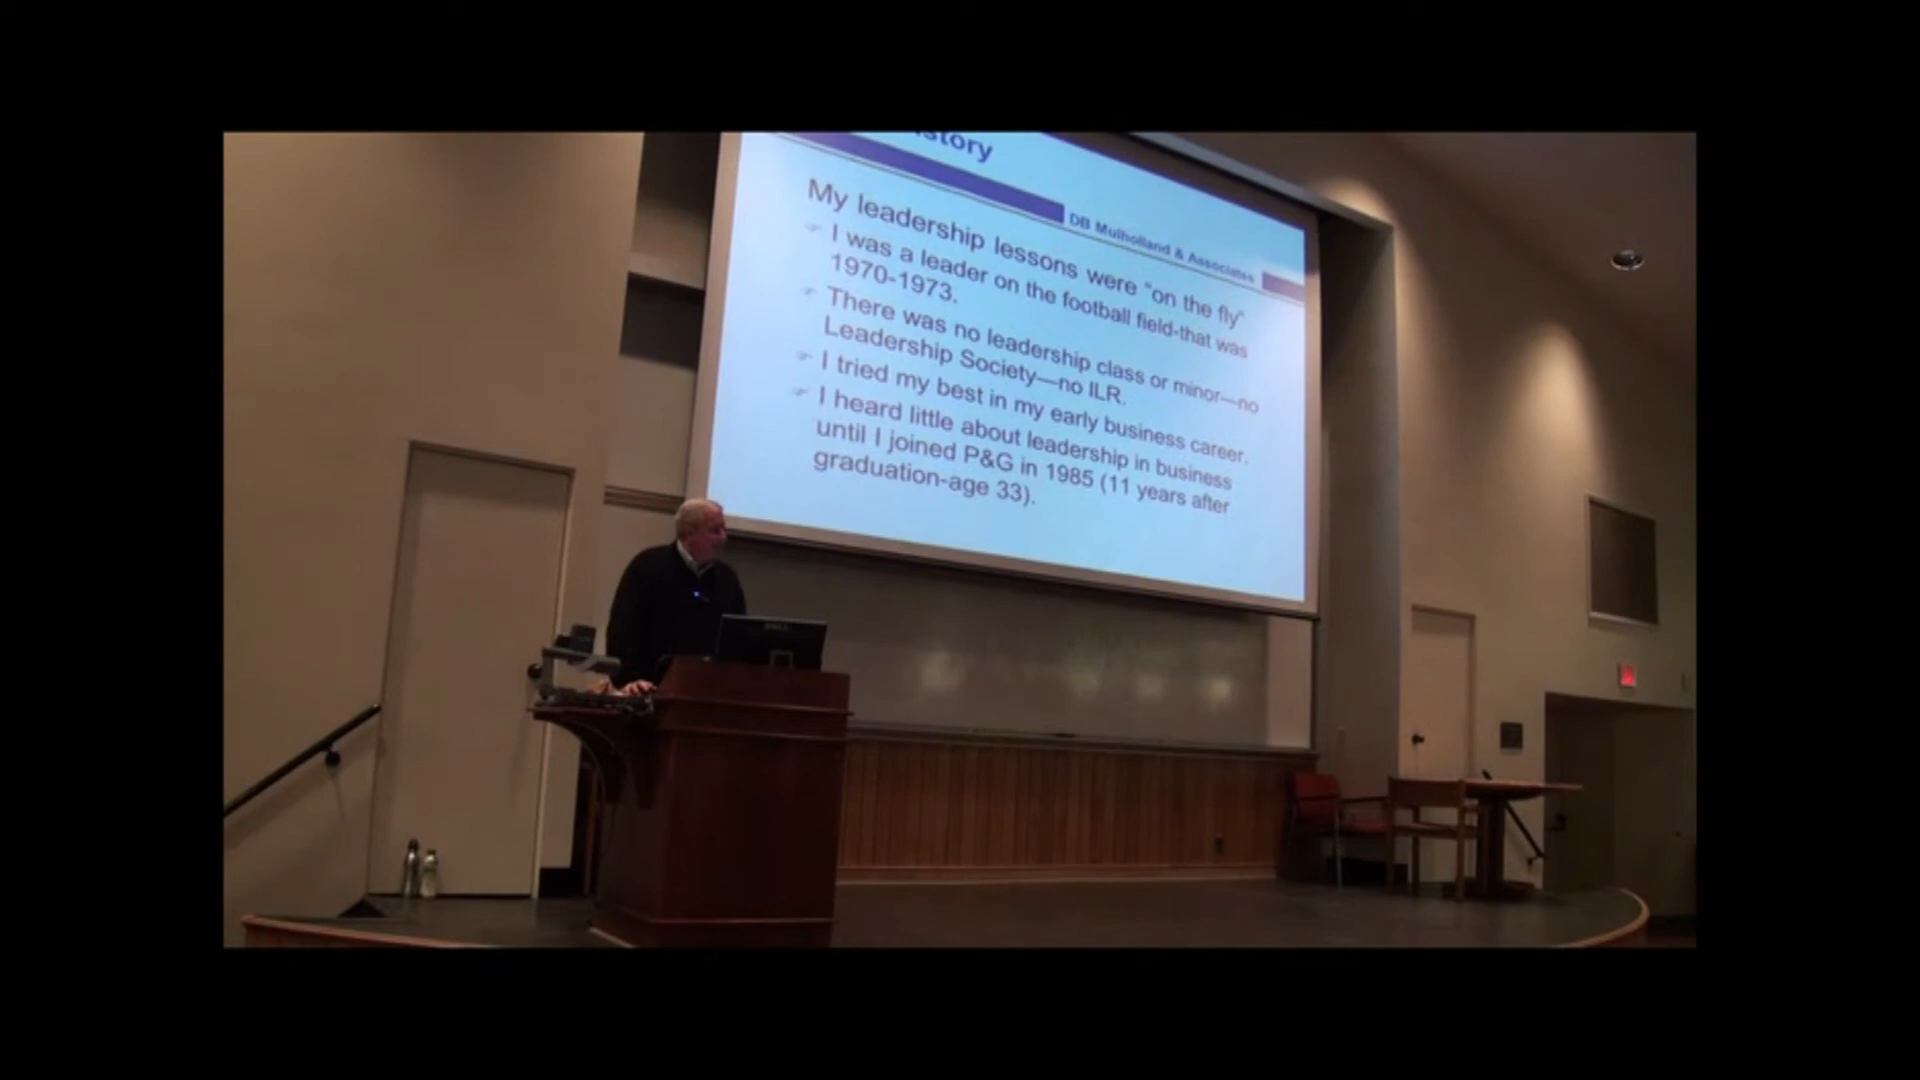 story
DB Mulholland & Associates
My leadership lessons were "on the fly"
I was a leader on the football field-that was
1970-1973.
There was no leadership class or minor—no
Leadership Society—no ILR.
I tried my best in my early business career.
I heard little about leadership in business
until I joined P&G in 1985 (11 years after
graduation-age 33).
DELL